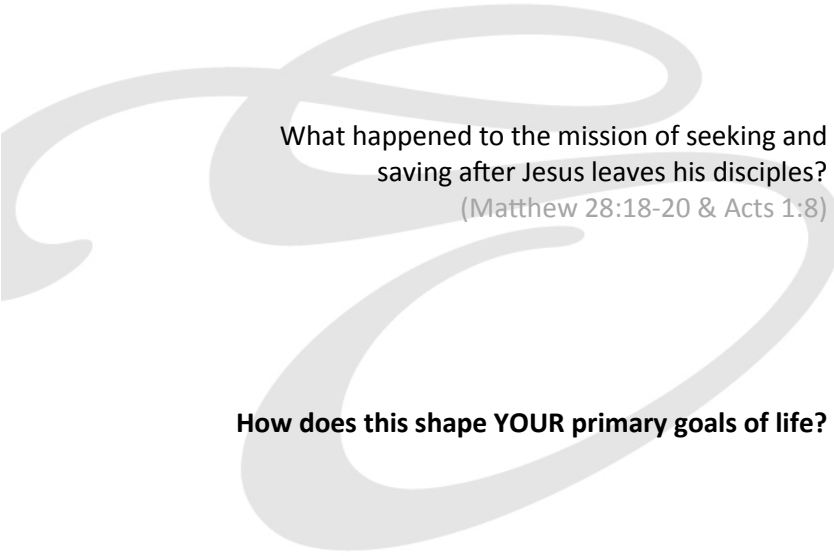 What happened to the mission of seeking and
saving after Jesus leaves his disciples?
(Matthew 28:18-20 & Acts 1:8)
How does this shape YOUR primary goals of life?